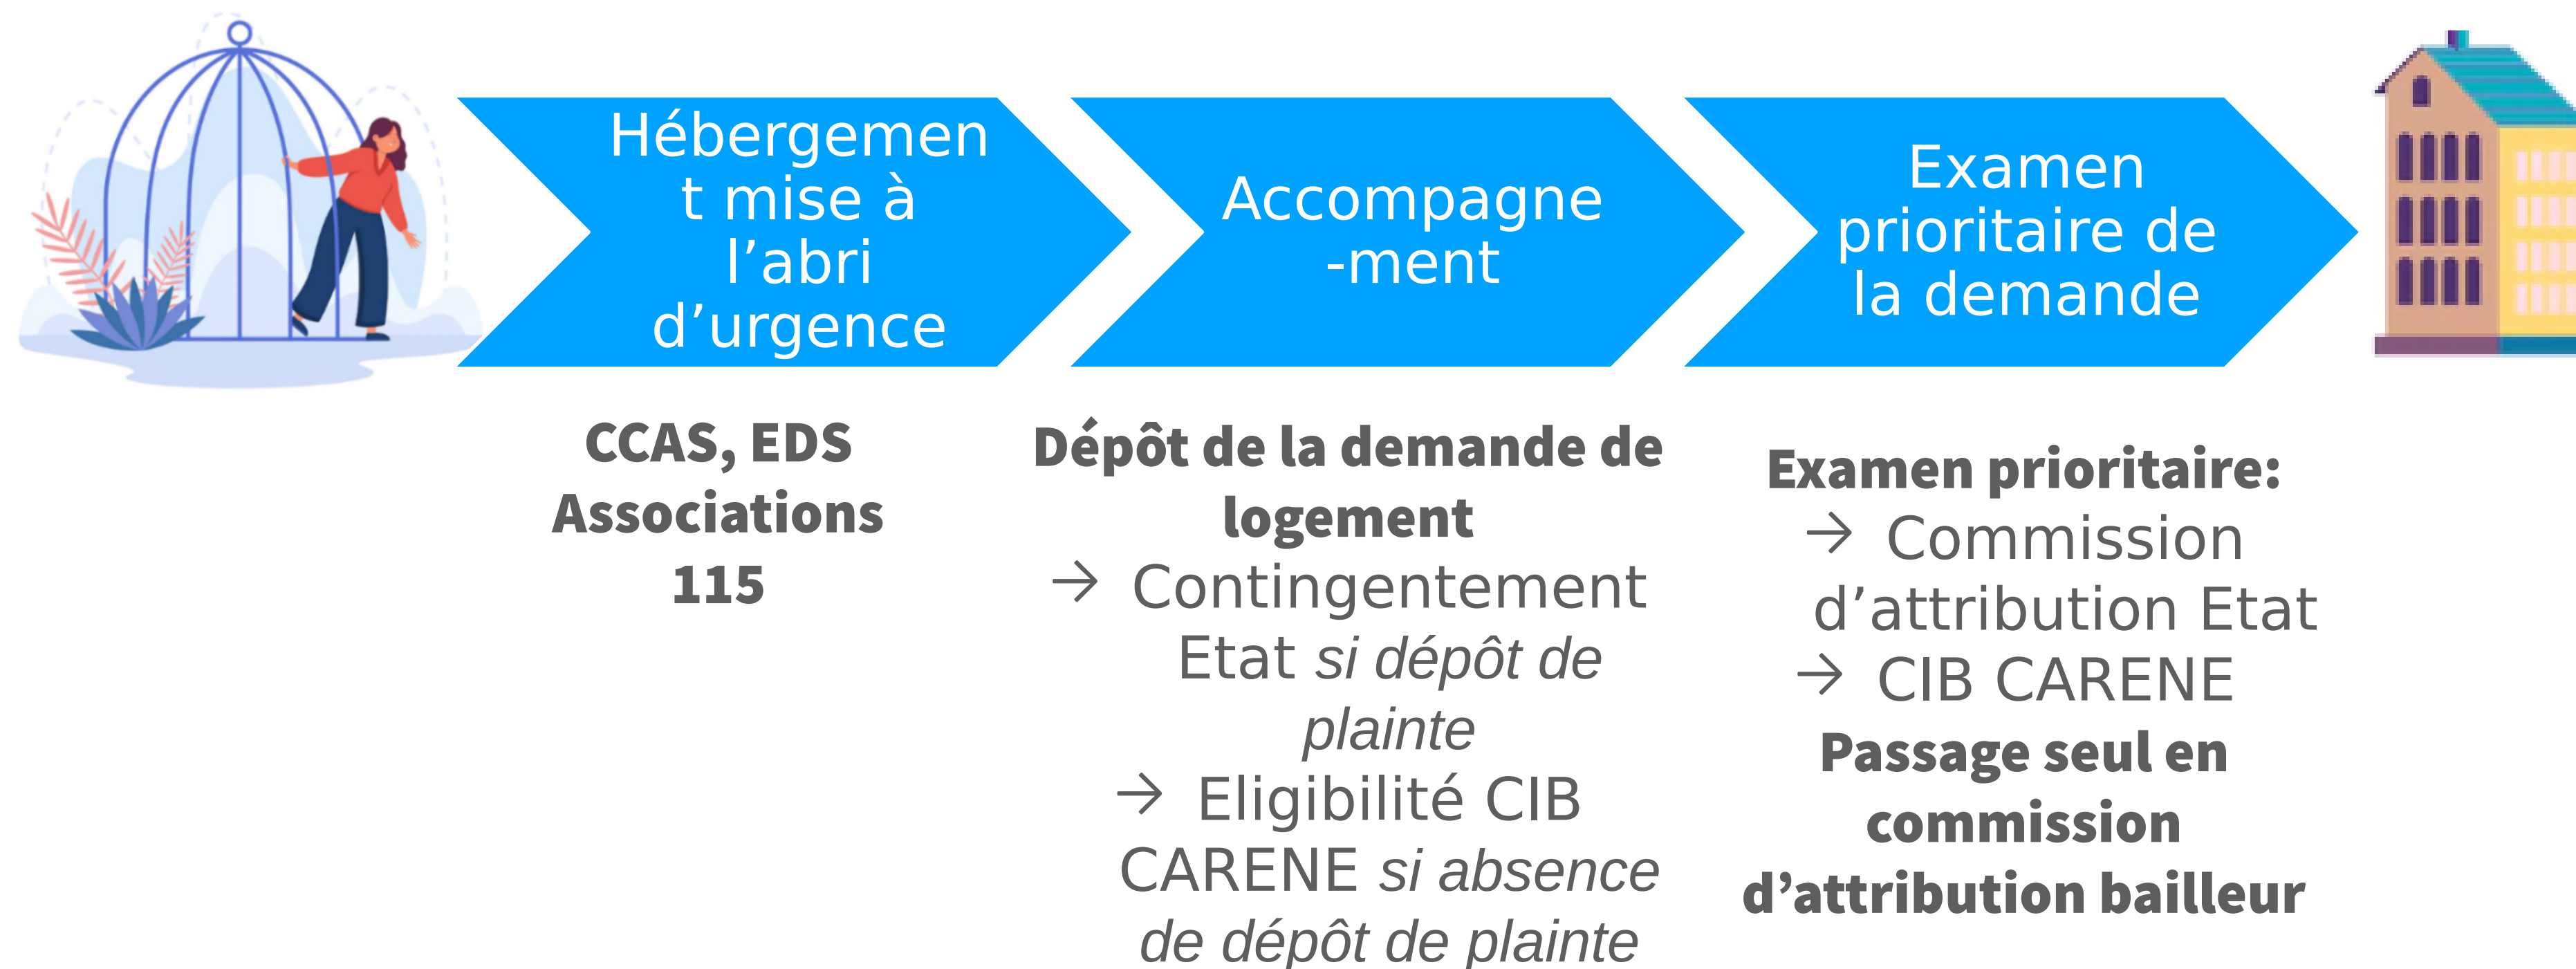 Hébergemen
t mise à
l’abri
d’urgence
Accompagne
-ment
Examen
prioritaire de
la demande
CCAS, EDS
Associations
115
Dépôt de la demande de
logement
→ Contingentement
Etat si dépôt de
plainte
→ Eligibilité CIB
CARENE si absence
de dépôt de plainte
Examen prioritaire:
→ Commission
d’attribution Etat
→ CIB CARENE
Passage seul en
commission
d’attribution bailleur